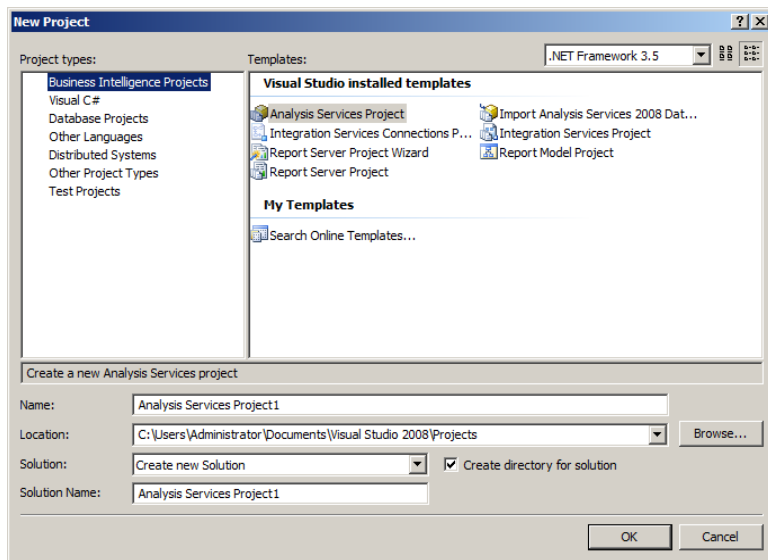 New Project
Project types:
Templates:
.NET Framework 3.5
Business Intelligence Projects
Visual C#
Database Projects
Other Languages
Distributed Systems
Other Project Types
Test Projects
Visual Studio installed templates
Analysis Services Project
Import Analysis Services 2008 Dat...
Integration Services Connections P...
Integration Services Project
Report Server Project Wizard
Report Model Project
Report Server Project
My Templates
Search Online Templates...
Create a new Analysis Services project
Name:
Analysis Services Project1
Location:
C:\Users\Administrator\Documents\Visual Studio 2008\Projects
Browse...
Solution:
Create new Solution
Create directory for solution
Solution Name:
Analysis Services Project1
OK
Cancel